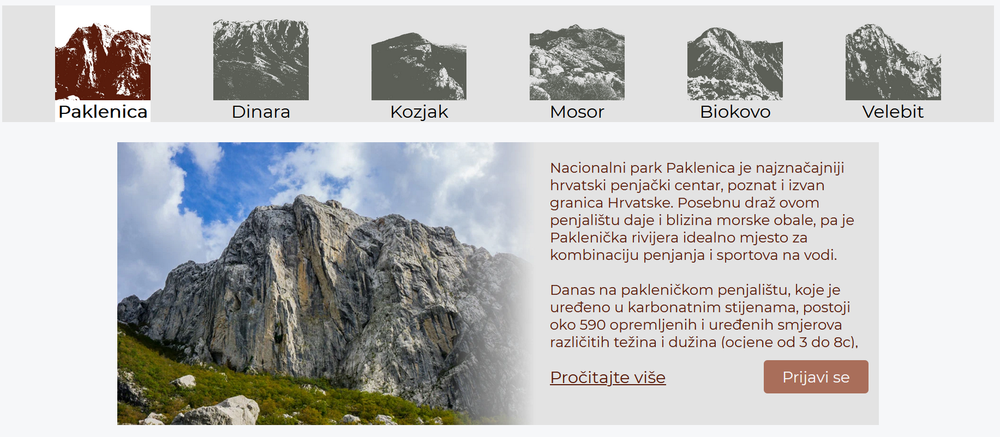 Paklenica
Dinara
Kozjak
Mosor
Biokovo
Velebit
Nacionalni park Paklenica je najznačajniji
hrvatski penjački centar, poznat i izvan
granica Hrvatske. Posebnu draž ovom
penjalištu daje i blizina morske obale, pa je
Paklenička rivijera idealno mjesto za
kombinaciju penjanja i sportova na vodi.
Danas na pakleničkom penjalištu, koje je
uređeno u karbonatnim stijenama, postoji
oko 590 opremljenih i uređenih smjerova
različitih težina i dužina (ocjene od 3 do 8c),
Pročitajte više
Prijavi se